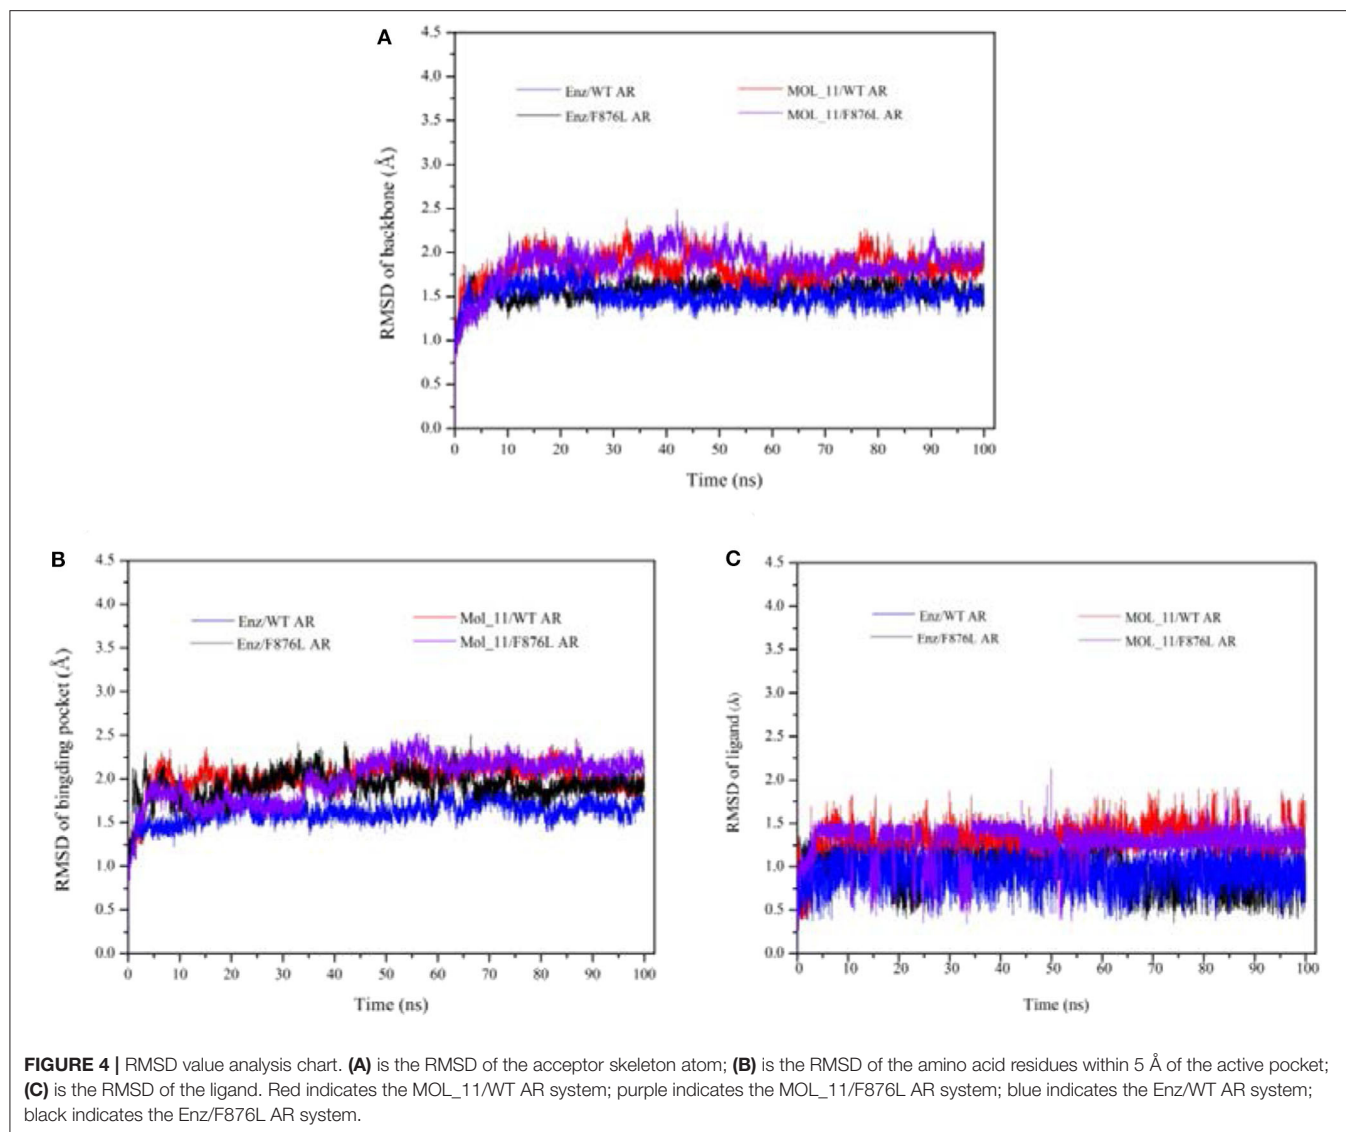 A
4.5
4.0
3.5
3.0
2.5
2.0
1.5
1.0
0.5
0.0
RMSD of backbone (Å)
Enz/WT AR
MOL_11/WT AR
Enz/F876L AR
MOL_11/F876L AR
0 10 20 30 40 50 60 70 80 90 100
Time (ns)
B
4.5
4.0
3.5
3.0
2.5
2.0
1.5
1.0
0.5
0.0
RMSD of bingding pocket (Å)
Enz/WT AR
Mol_11/WT AR
Enz/F876L AR
Mol_11/F876L AR
0 10 20 30 40 50 60 70 80 90 100
Time (ns)
C
4.5
4.0
3.5
3.0
2.5
2.0
1.5
1.0
0.5
0.0
RMSD of ligand (Å)
Enz/WT AR
MOL_11/WT AR
Enz/F876L AR
MOL_11/F876L AR
0 10 20 30 40 50 60 70 80 90 100
Time (ns)
FIGURE 4 | RMSD value analysis chart. (A) is the RMSD of the acceptor skeleton atom; (B) is the RMSD of the amino acid residues within 5 Å of the active pocket;
(C) is the RMSD of the ligand. Red indicates the MOL_11/WT AR system; purple indicates the MOL_11/F876L AR system; blue indicates the Enz/WT AR system;
black indicates the Enz/F876L AR system.